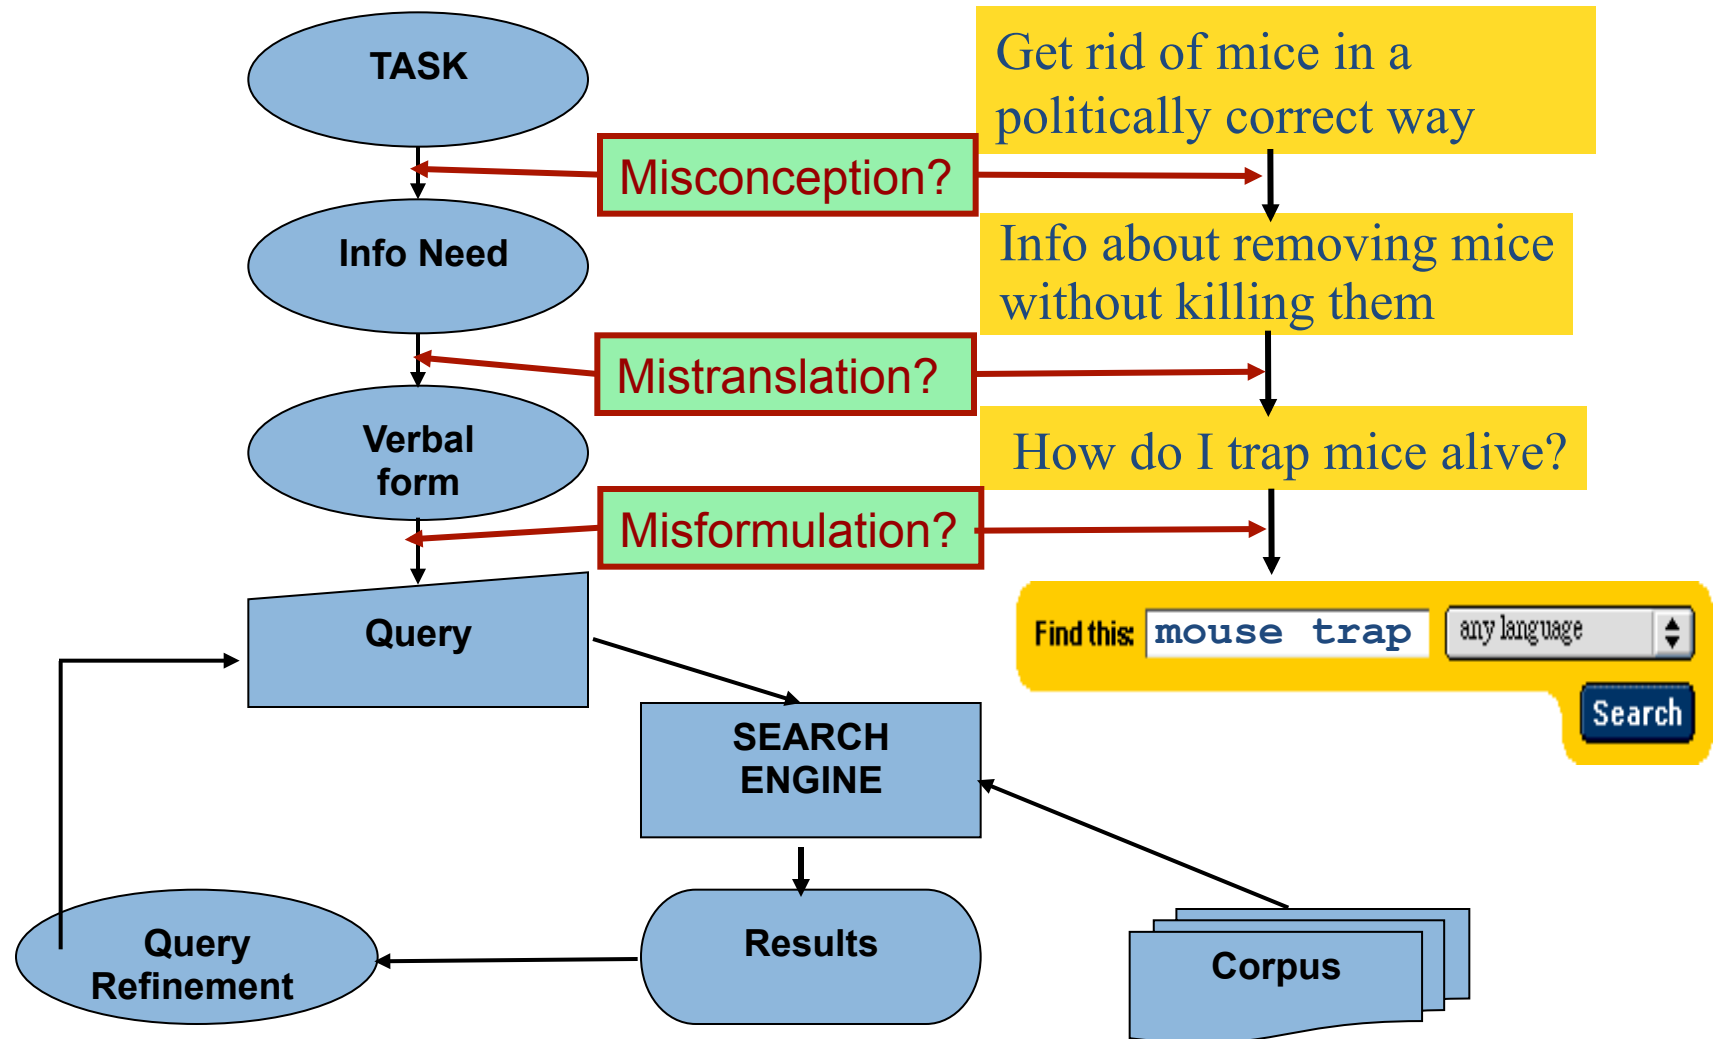 TASK
Get rid of mice in a
politically correct way
Misconception?
Info Need
Info about removing mice
without killing them
Mistranslation?
Verbal
form
How do I trap mice alive?
Misformulation?
Query
Find this: mouse trap any language
Search
SEARCH
ENGINE
Query
Refinement
Results
Corpus